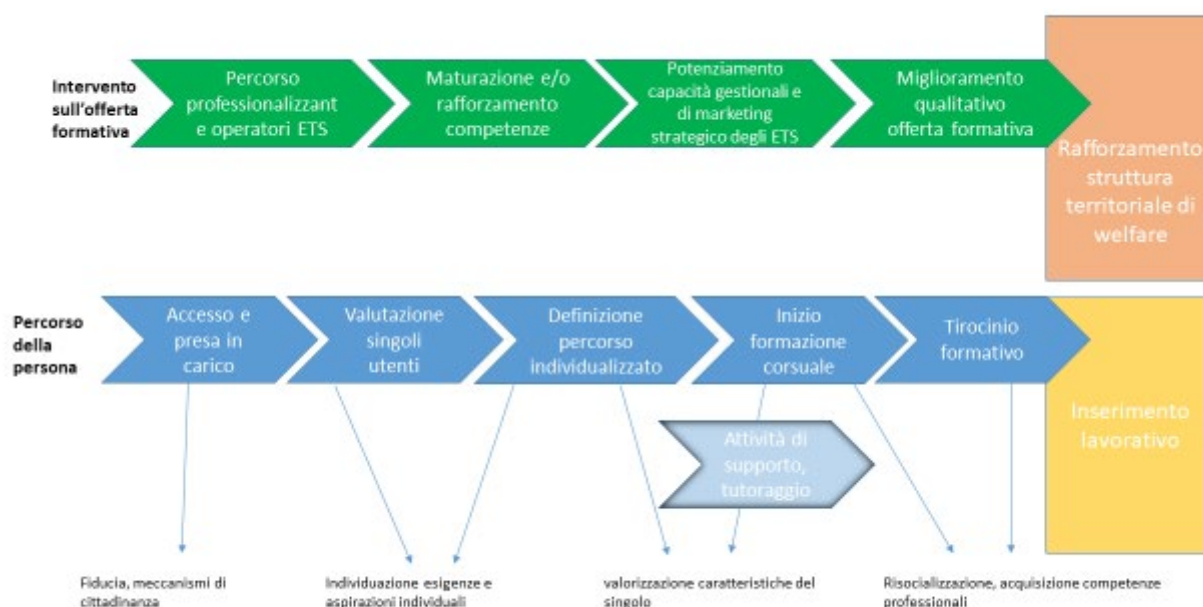 Intervento
sull'offerta
formativa
Percorso
professionalizzant
e operatori ETS
Maturazione e/o
rafforzamento
competenze
Potenziamento
capacità gestionali e
di marketing
strategico degli ETS
Miglioramento
qualitativo
offerta formativa
Rafforzamento
struttura
territoriale di
welfare
Percorso
della
persona
Accesso e
presa in
carico
Valutazione
singoli
utenti
Definizione
percorso
individualizzato
Inizio
formazione
corsuale
Tirocinio
formativo
Inserimento
lavorativo
Attività di
supporto,
tutoraggio
Fiducia, meccanismi di
cittadinanza
Individuazione esigenze e
aspirazioni individuali
valorizzazione caratteristiche del
singolo
Risocializzazione, acquisizione competenze
professionali